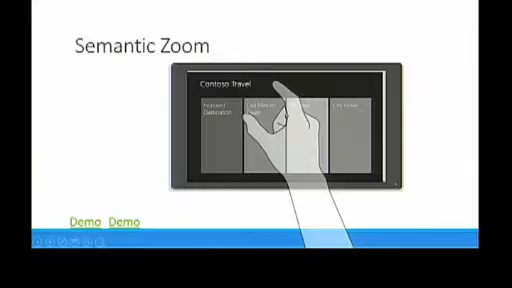 Semantic Zoom
Contoso Travel
Featured
Destination
Demo Demo